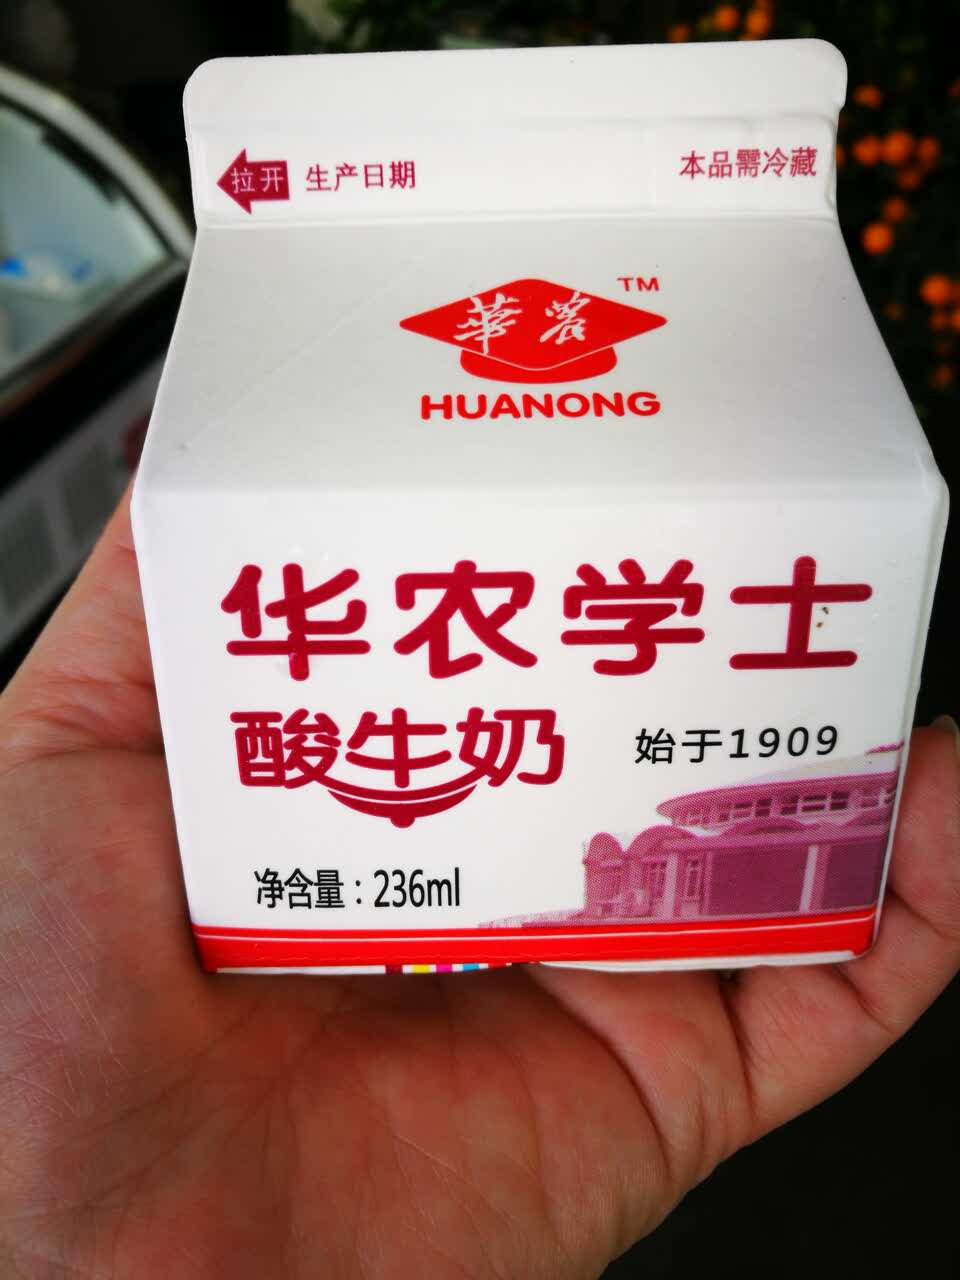 拉开 生产日期 本品需冷藏
華農 TM
HUANONG
华农学士
酸牛奶 始于1909
净含量：236ml